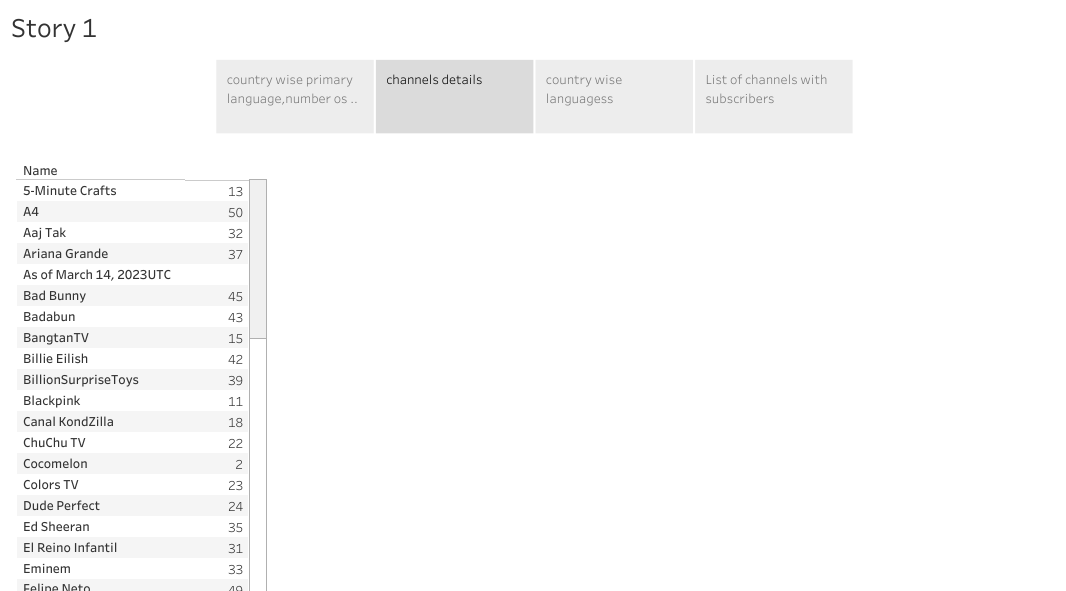 Story 1
country wise primary
language,number os ..
channels details
country wise
languagess
List of channels with
subscribers
Name
5-Minute Crafts 13
A4 50
Aaj Tak 32
Ariana Grande 37
As of March 14, 2023UTC
Bad Bunny 45
Badabun 43
BangtanTV 15
Billie Eilish 42
BillionSurpriseToys 39
Blackpink 11
Canal KondZilla 18
ChuChu TV 22
Cocomelon 2
Colors TV 23
Dude Perfect 24
Ed Sheeran 35
El Reino Infantil 31
Eminem 33
Felipe Neto 49